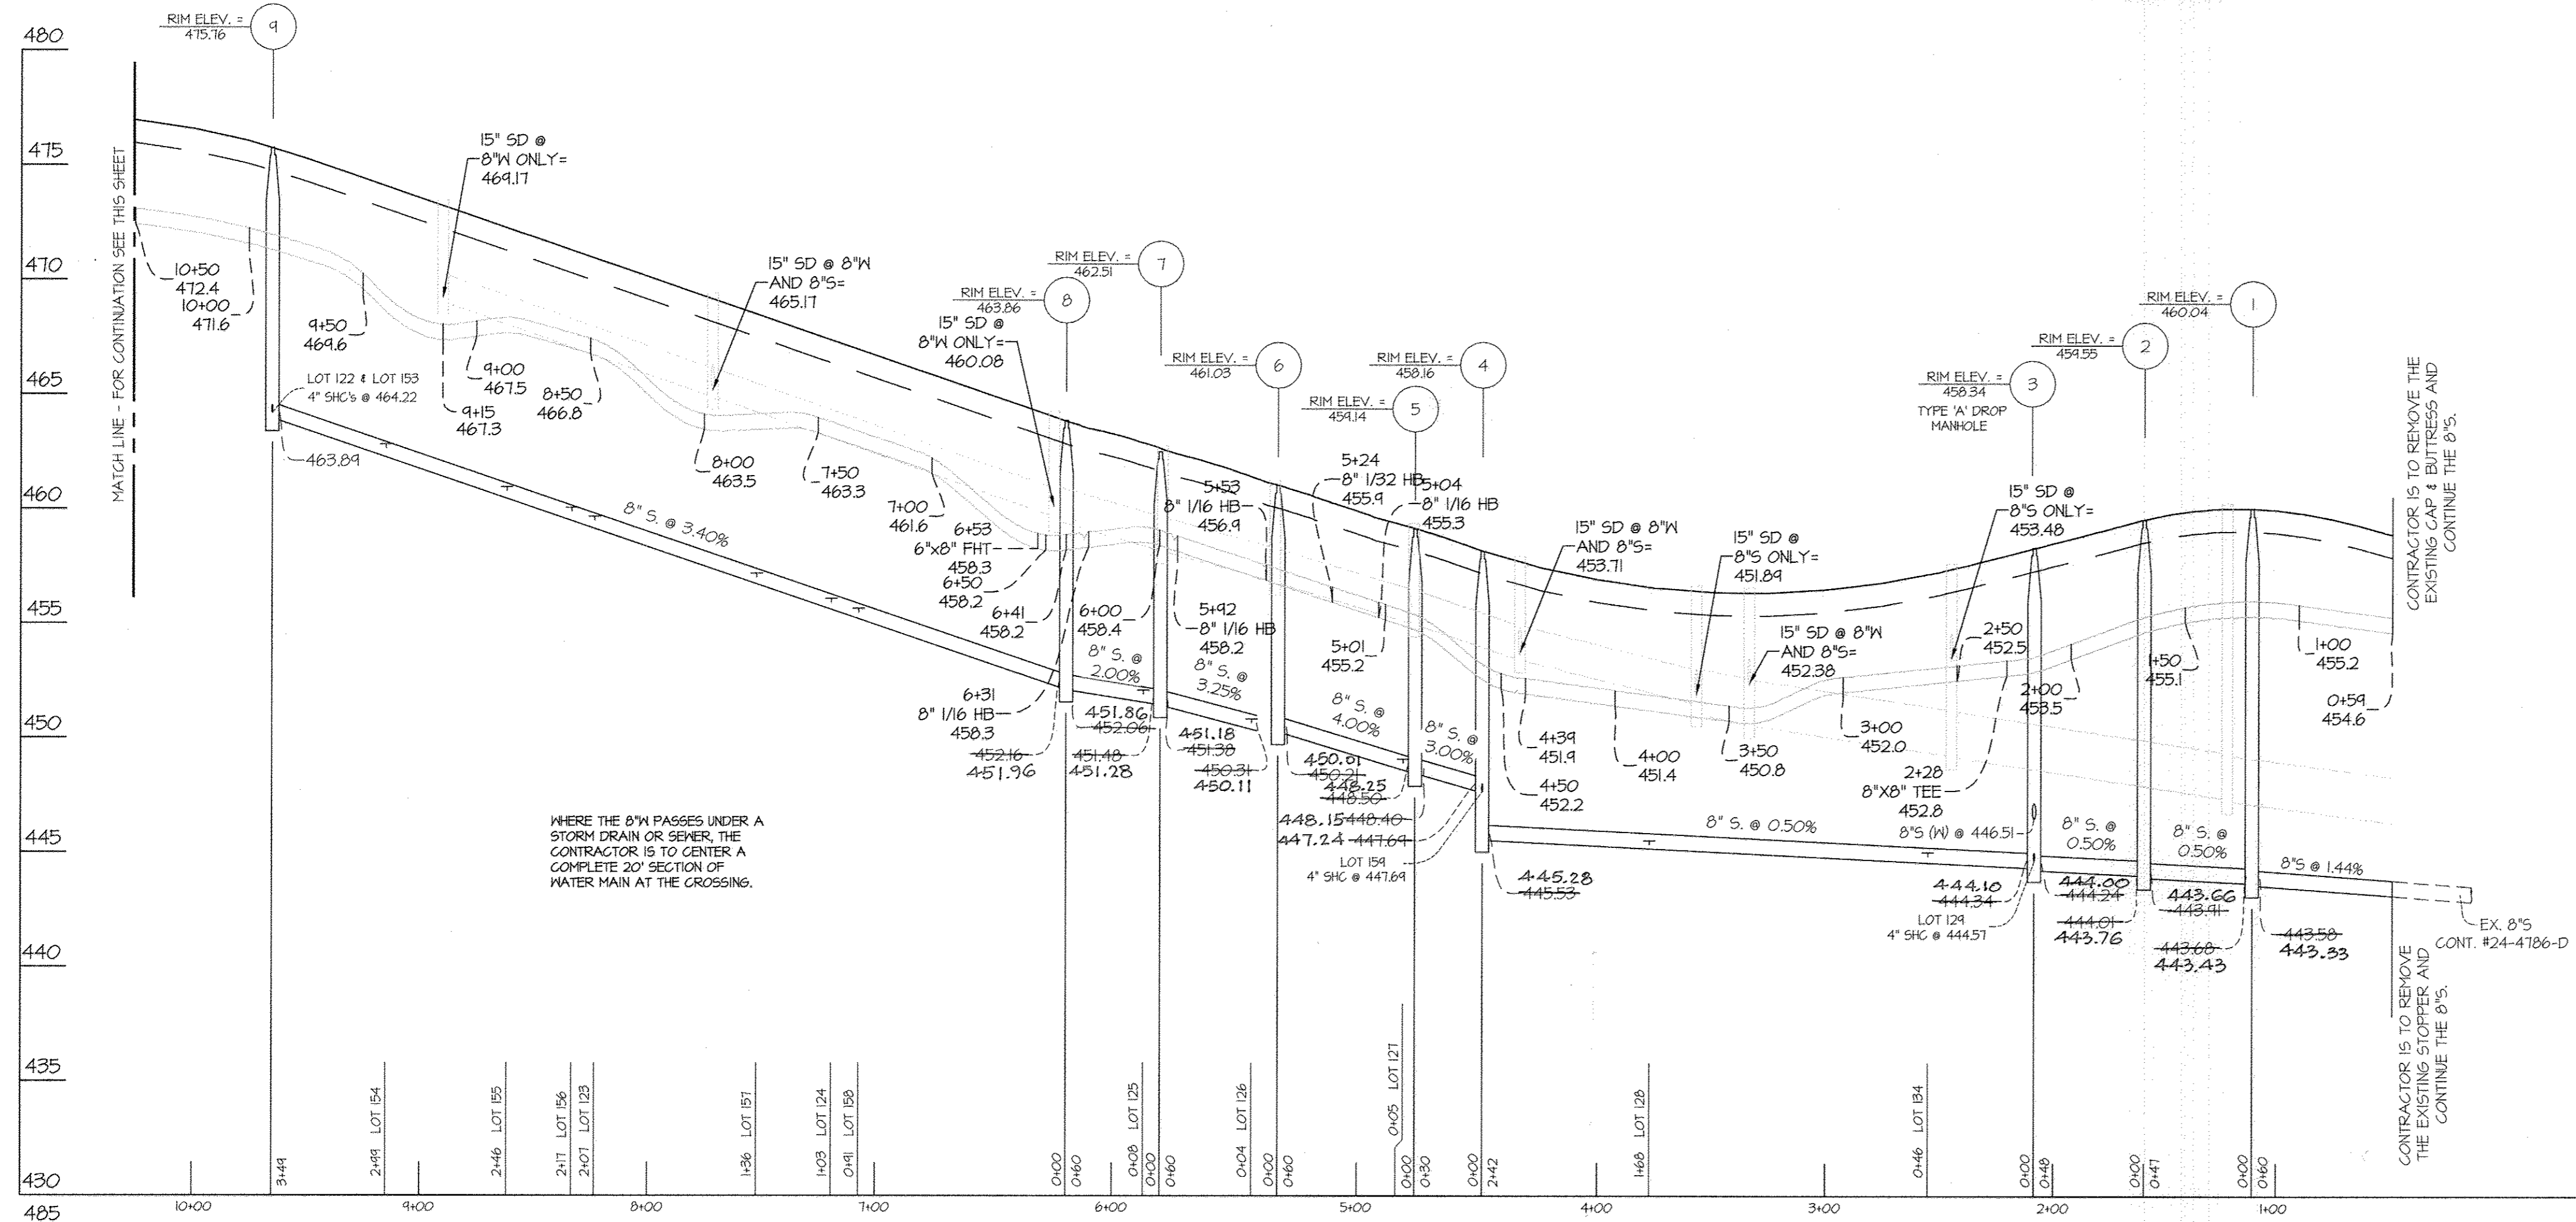 480
475
470
465
460
455
450
445
440
435
430
485
MATCH LINE - FOR CONTINUATION SEE THIS SHEET
RIM ELEV. =
475.76
9
15" SD @
8"W ONLY=
469.17
15" SD @ 8"W
AND 8"S=
465.17
10+50
472.4
10+00
471.6
9+50
469.6
9+00
467.5
9+15
467.3
8+50
466.8
8+00
463.5
7+50
463.3
7+00
461.6
LOT 122 & LOT 153
4" SHC's @ 464.22
463.89
8" S. @ 3.40%
RIM ELEV. =
463.86
8
15" SD @
8"W ONLY=
460.08
RIM ELEV. =
462.51
7
6+53
6"x8" FHT
458.3
6+50
458.2
6+41
458.2
6+31
8" 1/16 HB
458.3
6+00
458.4
5+92
8" 1/16 HB
458.2
8" S. @
2.00%
8" S. @
3.25%
452.16
451.96
451.86
452.06
451.48
451.28
451.18
451.38
450.31
450.11
RIM ELEV. =
461.03
6
5+53
8" 1/16 HB
456.9
5+24
8" 1/32 HB
455.9
5+04
8" 1/16 HB
455.3
5+01
455.2
RIM ELEV. =
459.14
5
RIM ELEV. =
458.16
4
8" S. @
4.00%
8" S. @
3.00%
450.01
450.21
448.25
448.50
448.15
448.40
447.24
447.69
LOT 159
4" SHC @ 447.69
445.28
445.53
4+50
452.2
4+39
451.9
4+00
451.4
3+50
450.8
3+00
452.0
15" SD @ 8"W
AND 8"S=
453.71
15" SD @
8"S ONLY=
451.89
15" SD @ 8"W
AND 8"S=
452.38
8" S. @ 0.50%
RIM ELEV. =
458.34
3
TYPE 'A' DROP
MANHOLE
15" SD @
8"S ONLY=
453.48
2+50
452.5
2+28
8"X8" TEE
452.8
8"S (W) @ 446.51
2+00
453.5
1+50
455.1
1+00
455.2
0+59
454.6
RIM ELEV. =
459.55
2
RIM ELEV. =
460.04
1
8" S. @
0.50%
8" S. @
0.50%
8"S @ 1.44%
444.10
444.34
LOT 129
4" SHC @ 444.57
444.00
444.24
444.01
443.76
443.66
443.91
443.68
443.43
443.58
443.33
EX. 8"S
CONT. #24-4786-D
CONTRACTOR IS TO REMOVE THE
EXISTING CAP & BUTTRESS AND
CONTINUE THE 8"S.
CONTRACTOR IS TO REMOVE
THE EXISTING STOPPER AND
CONTINUE THE 8"S.
WHERE THE 8"W PASSES UNDER A
STORM DRAIN OR SEWER, THE
CONTRACTOR IS TO CENTER A
COMPLETE 20' SECTION OF
WATER MAIN AT THE CROSSING.
3+49
2+99 LOT 154
2+46 LOT 155
2+17 LOT 156
2+07 LOT 123
1+36 LOT 157
1+03 LOT 124
0+91 LOT 158
0+00
0+60
0+08 LOT 125
0+00
0+60
0+04 LOT 126
0+00
0+60
0+05 LOT 127
0+00
0+30
0+00
2+42
1+68 LOT 128
0+46 LOT 134
0+00
0+48
0+00
0+47
0+00
0+60
10+00
9+00
8+00
7+00
6+00
5+00
4+00
3+00
2+00
1+00